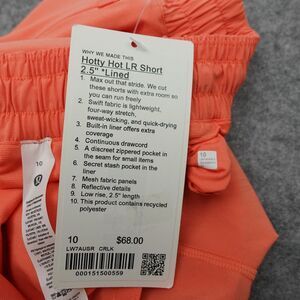 WHY WE MADE THIS
Hotty Hot LR Short
2.5" *Lined
1. Max out that stride. We cut
these shorts with extra room so
you can run freely
2. Swift fabric is lightweight,
four-way stretch,
sweat-wicking, and quick-drying
3. Built-in liner offers extra
coverage
4. Continuous drawcord
5. A discreet zippered pocket in
the seam for small items
6. Secret stash pocket in the
liner
7. Mesh fabric panels
8. Reflective details
9. Low rise, 2.5" length
10. This product contains recycled
polyester
10 $68.00
LW7AUSR CRLK
000151500559
10
10